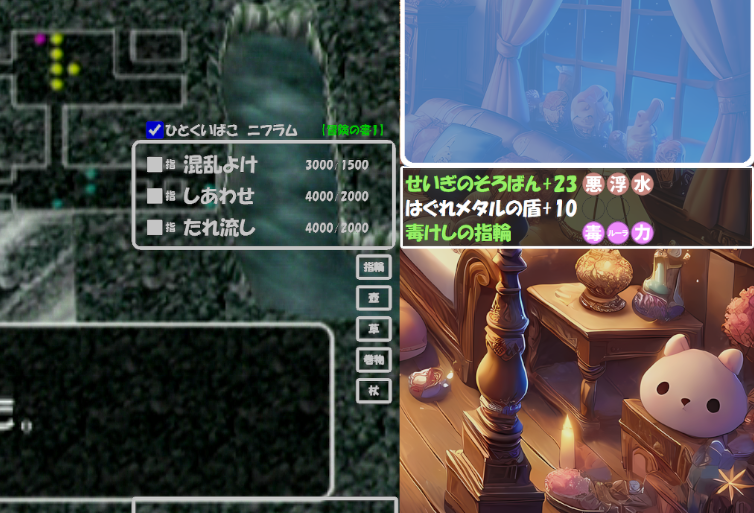 ひとくいばこ ニフラム 【冒険の書1】
指 混乱よけ 3000/1500
指 しあわせ 4000/2000
指 たれ流し 4000/2000
指輪
壺
草
巻物
杖
せいぎのそろばん+23 悪 浮 水
はぐれメタルの盾+10
毒けしの指輪 毒 ルーラ 力